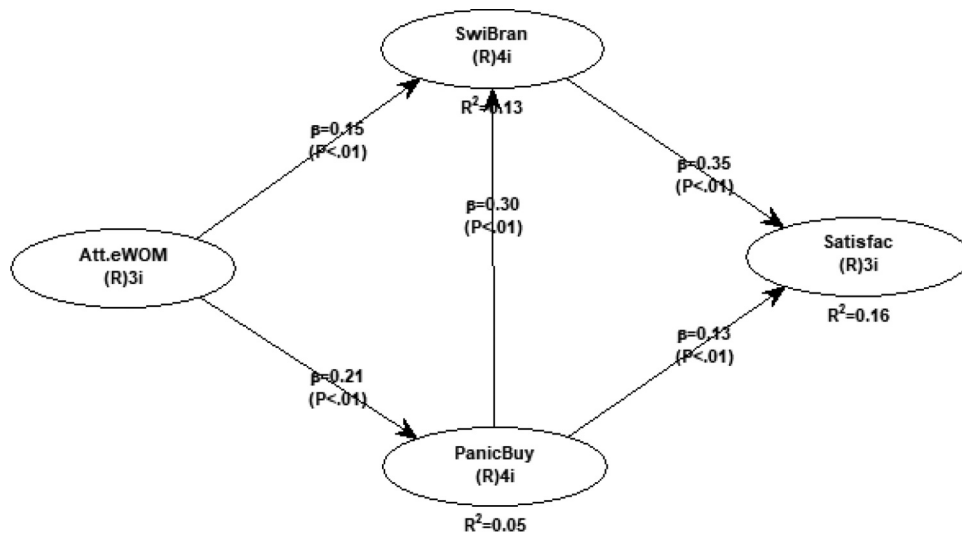 SwiBran
(R)4i
R²=0.13
β=0.15
(P<.01)
β=0.35
(P<.01)
β=0.30
(P<.01)
Att.eWOM
(R)3i
Satisfac
(R)3i
R²=0.16
β=0.21
(P<.01)
β=0.13
(P<.01)
PanicBuy
(R)4i
R²=0.05